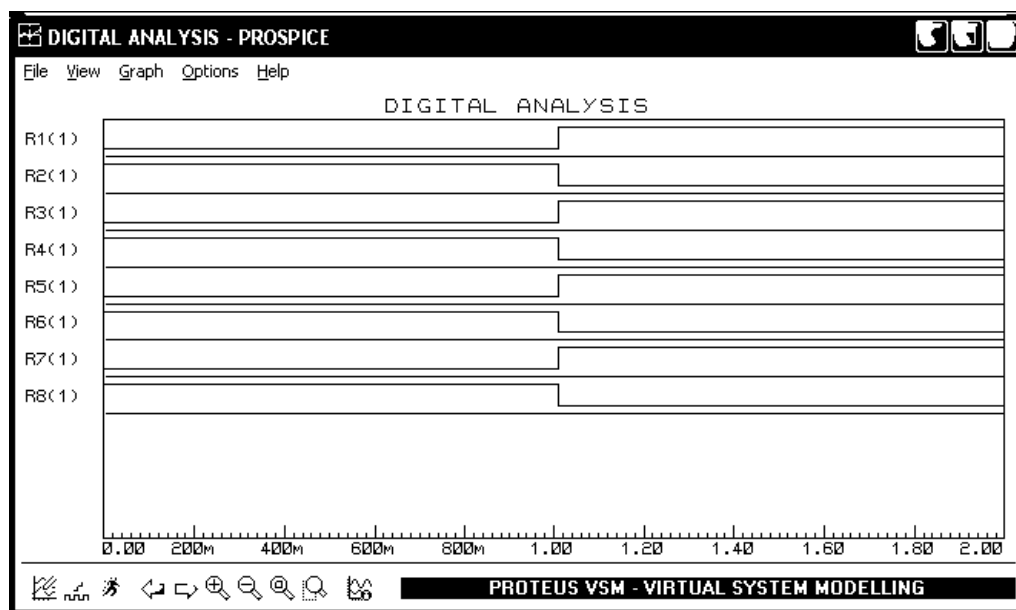 DIGITAL ANALYSIS - PROSPICE
File View Graph Options Help
DIGITAL ANALYSIS
R1(1)
R2(1)
R3(1)
R4(1)
R5(1)
R6(1)
R7(1)
R8(1)
0.00 200m 400m 600m 800m 1.00 1.20 1.40 1.60 1.80 2.00
PROTEUS VSM - VIRTUAL SYSTEM MODELLING